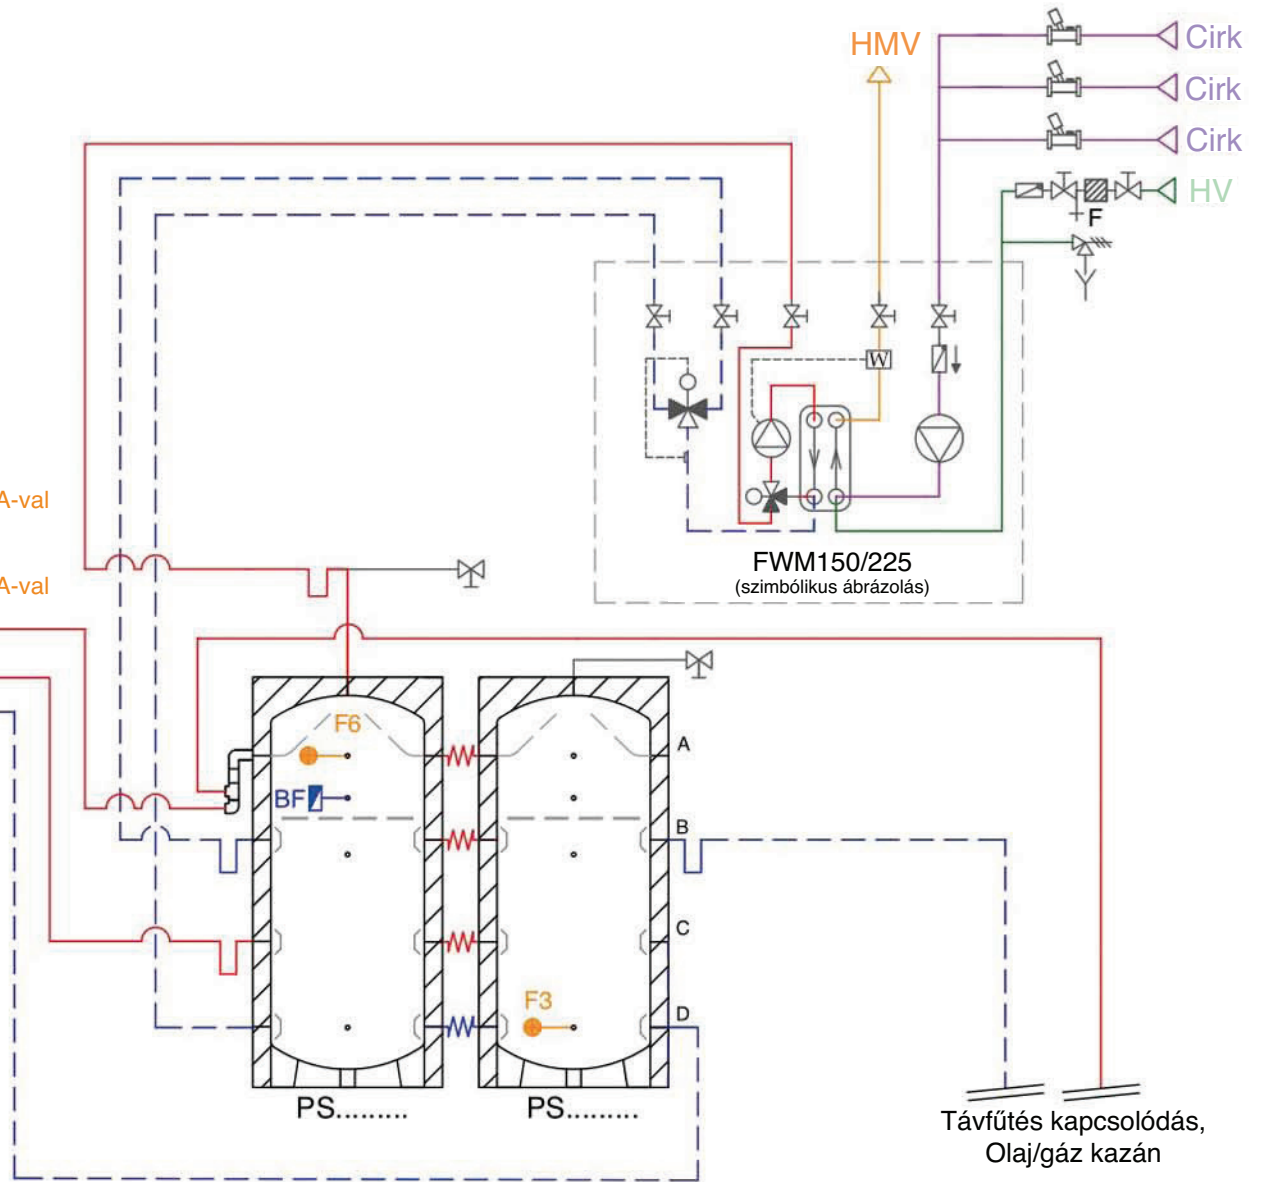 HMV
Cirk
Cirk
Cirk
HV
F
W
A-val
FWM150/225
(szimbólikus ábrázolás)
A-val
F6
A
BF
B
C
F3
D
PS.........
PS.........
Távfűtés kapcsolódás,
Olaj/gáz kazán